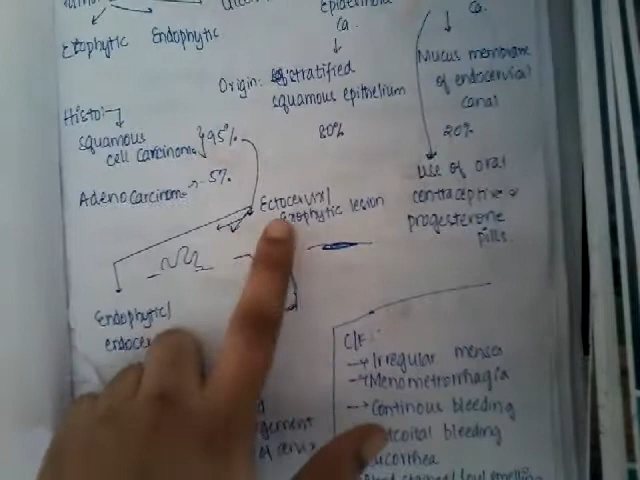 Epidermoid
Ca.
Ca.
Exophytic Endophytic
Mucus membrane
of endocervical
canal
Origin: stratified
squamous epithelium
80%
20%
Histo-
squamous
cell carcinoma 95%
Adenocarcinoma → 5%
Use of oral
contraceptive &
progesterone
pills
Ectocervix/
Exophytic lesion
Endophytic/
C/F:
→ Irregular menses
→ Menometrorrhagia
→ Continous bleeding
bleeding